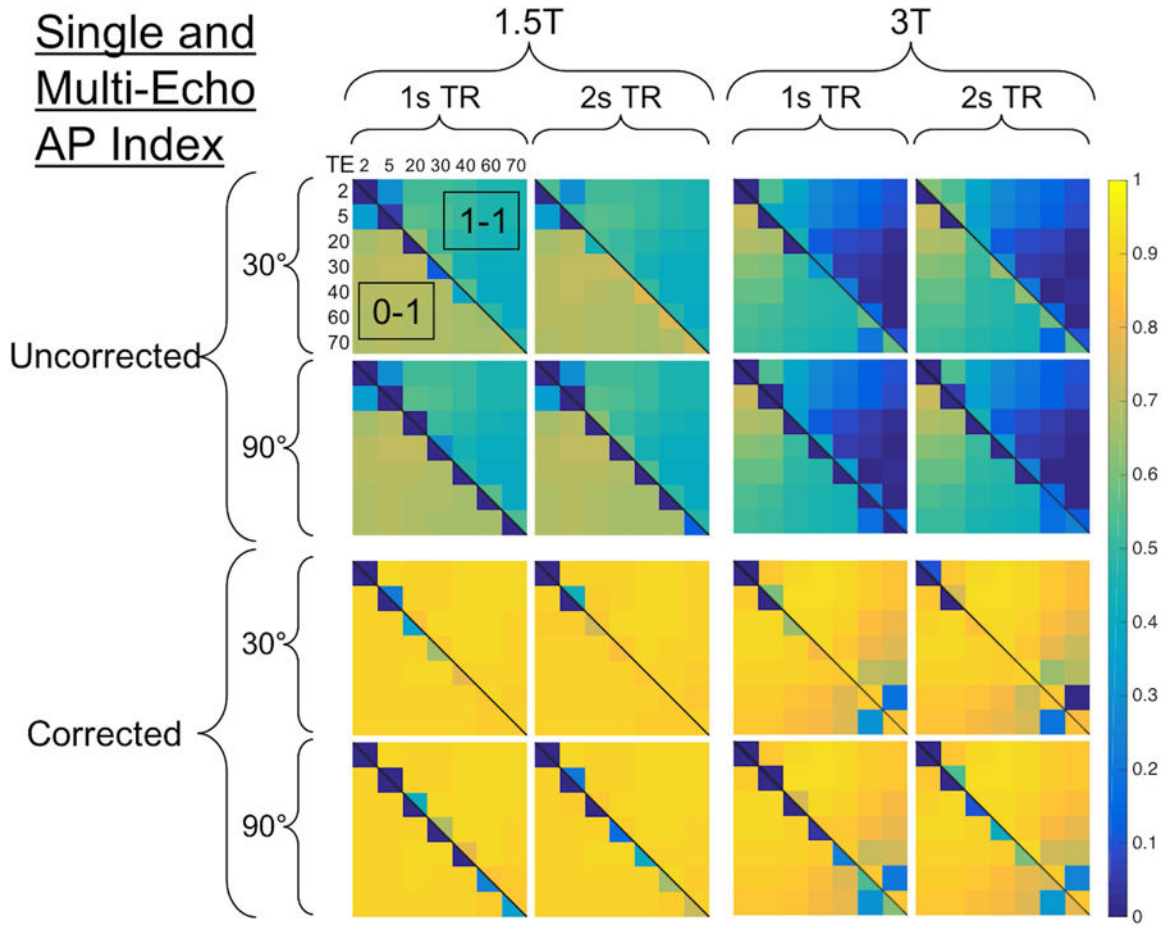 Single and
Multi-Echo
AP Index
1.5T
3T
1s TR
2s TR
1s TR
2s TR
TE 2 5 20 30 40 60 70
2
5
20
30
40
60
70
1-1
0-1
30°
Uncorrected
90°
30°
Corrected
90°
1
0.9
0.8
0.7
0.6
0.5
0.4
0.3
0.2
0.1
0